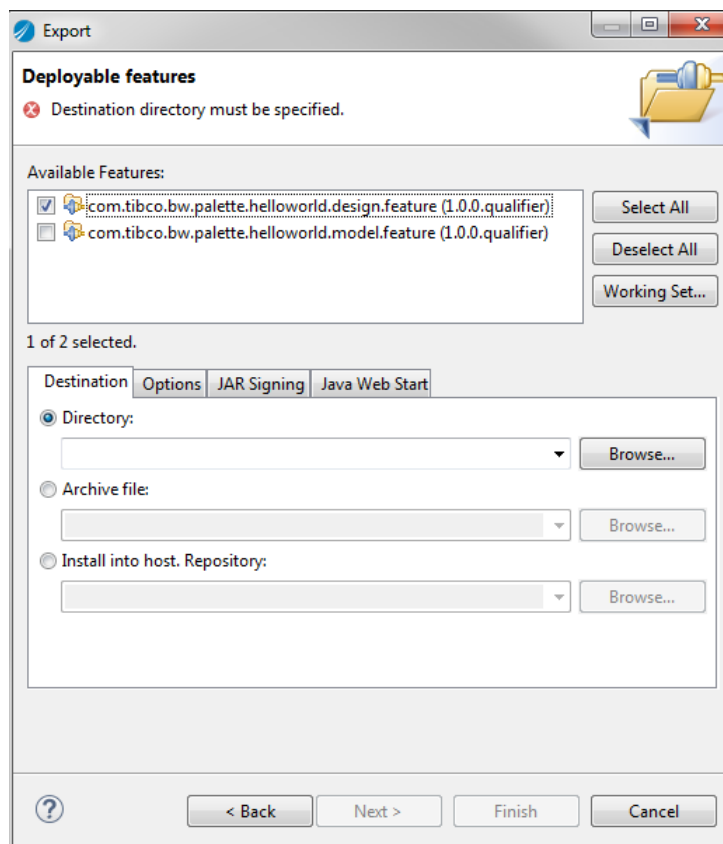 Export
Deployable features
Destination directory must be specified.
Available Features:
com.tibco.bw.palette.helloworld.design.feature (1.0.0.qualifier)
com.tibco.bw.palette.helloworld.model.feature (1.0.0.qualifier)
Select All
Deselect All
Working Set...
1 of 2 selected.
Destination Options JAR Signing Java Web Start
Directory:
Browse...
Archive file:
Browse...
Install into host. Repository:
Browse...
? < Back Next > Finish Cancel